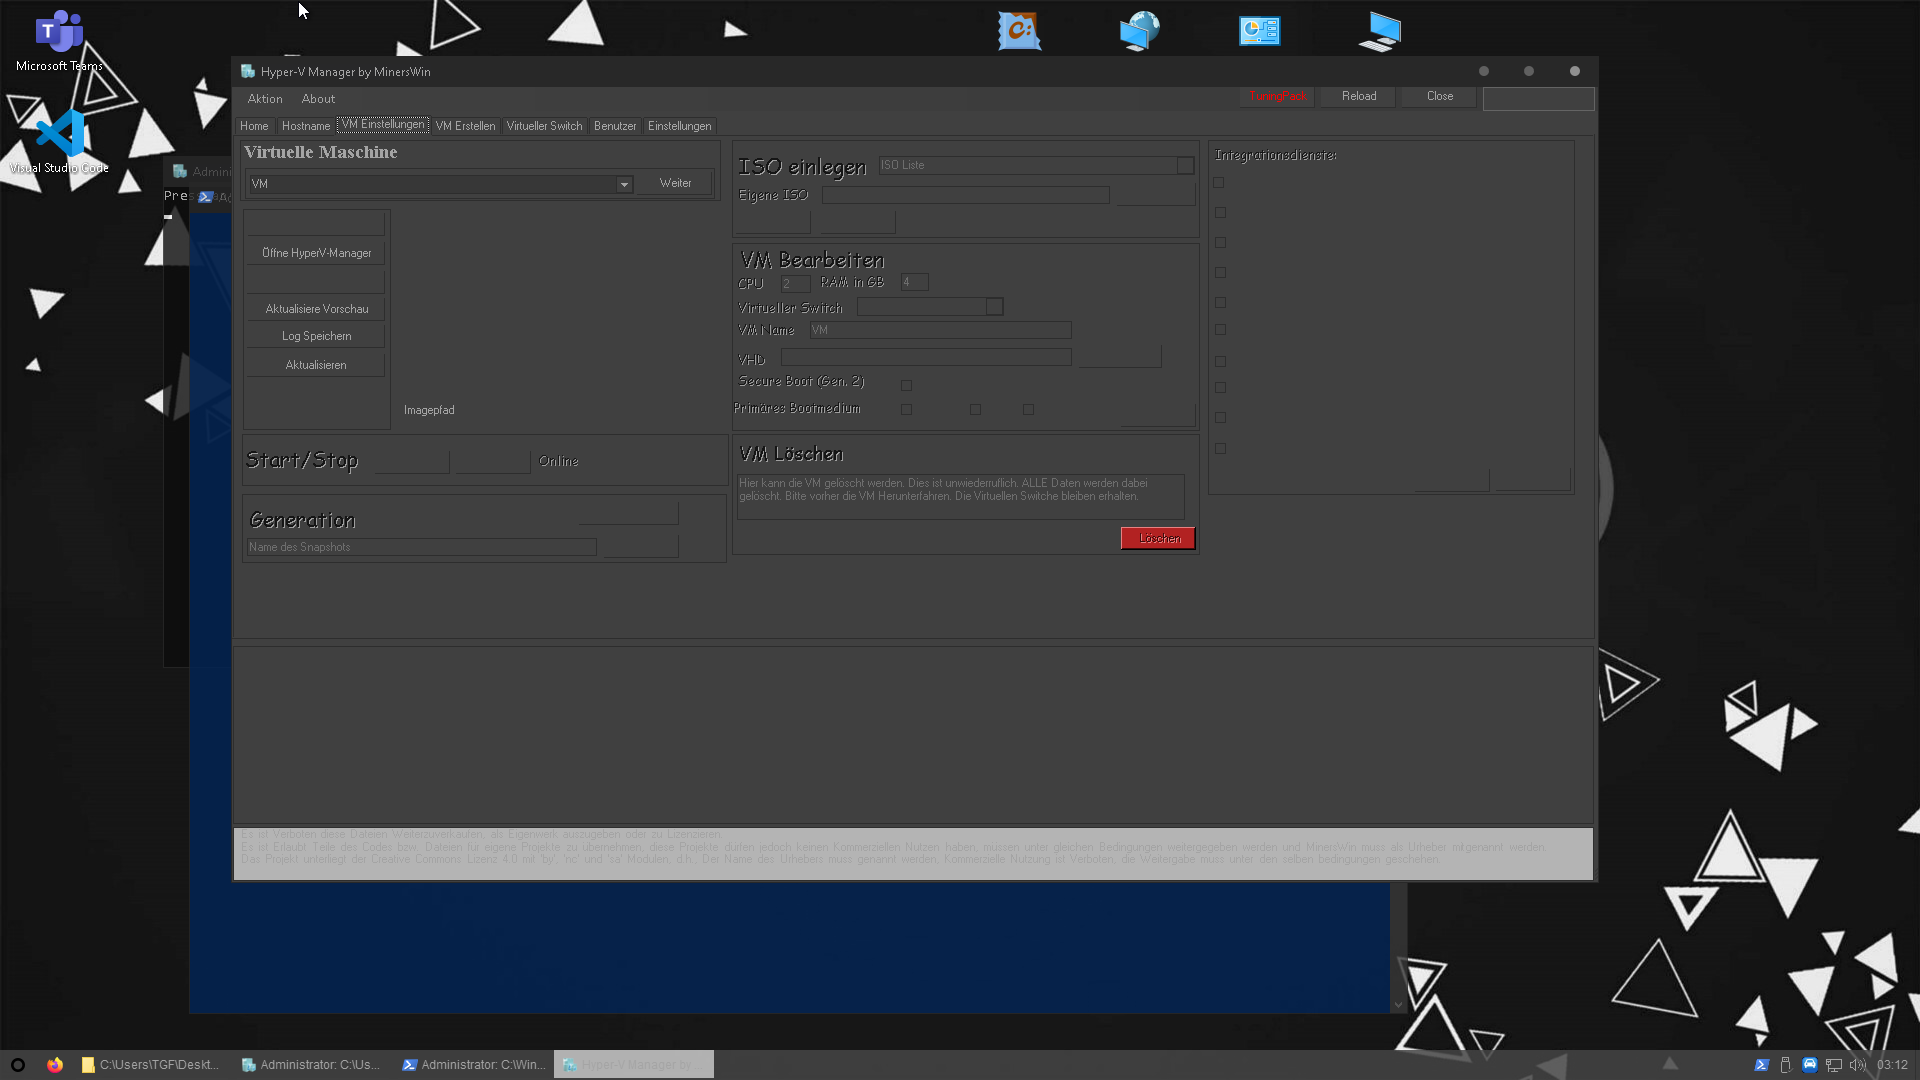 Microsoft Teams
Visual Studio Code
Hyper-V Manager by MinersWin
Aktion
About
TuningPack
Reload
Close
Home
Hostname
VM Einstellungen
VM Erstellen
Virtueller Switch
Benutzer
Einstellungen
Virtuelle Maschine
VM
Weiter
Öffne HyperV-Manager
Aktualisiere Vorschau
Log Speichern
Aktualisieren
Imagepfad
Start/Stop
Online
Generation
Name des Snapshots
ISO einlegen
ISO Liste
Eigene ISO
VM Bearbeiten
CPU
2
RAM in GB
4
Virtueller Switch
VM Name
VM
VHD
Secure Boot (Gen. 2)
Primäres Bootmedium
VM Löschen
Hier kann die VM gelöscht werden. Dies ist unwiederruflich. ALLE Daten werden dabei
gelöscht. Bitte vorher die VM Herunterfahren. Die Virtuellen Switche bleiben erhalten.
Löschen
Integrationsdienste:
Es ist Verboten diese Dateien Weiterzuverkaufen, als Eigenwerk auszugeben oder zu Lizenzieren
Es ist Erlaubt Teile des Codes bzw. Dateien für eigene Projekte zu übernehmen, diese Projekte dürfen jedoch keinen Kommerziellen Nutzen haben, müssen unter gleichen Bedingungen weitergegeben werden und MinersWin muss als Urheber mitgenannt werden.
Das Projekt unterliegt der Creative Commons Lizenz 4.0 mit 'by', 'nc' und 'sa' Modulen, d.h.: Der Name des Urhebers muss genannt werden, Kommerzielle Nutzung ist Verboten, die Weitergabe muss unter den selben bedingungen geschehen.
C:\Users\TGF\Deskt...
Administrator: C:\Us...
Administrator: C:\Win...
Hyper-V Manager by
03:12